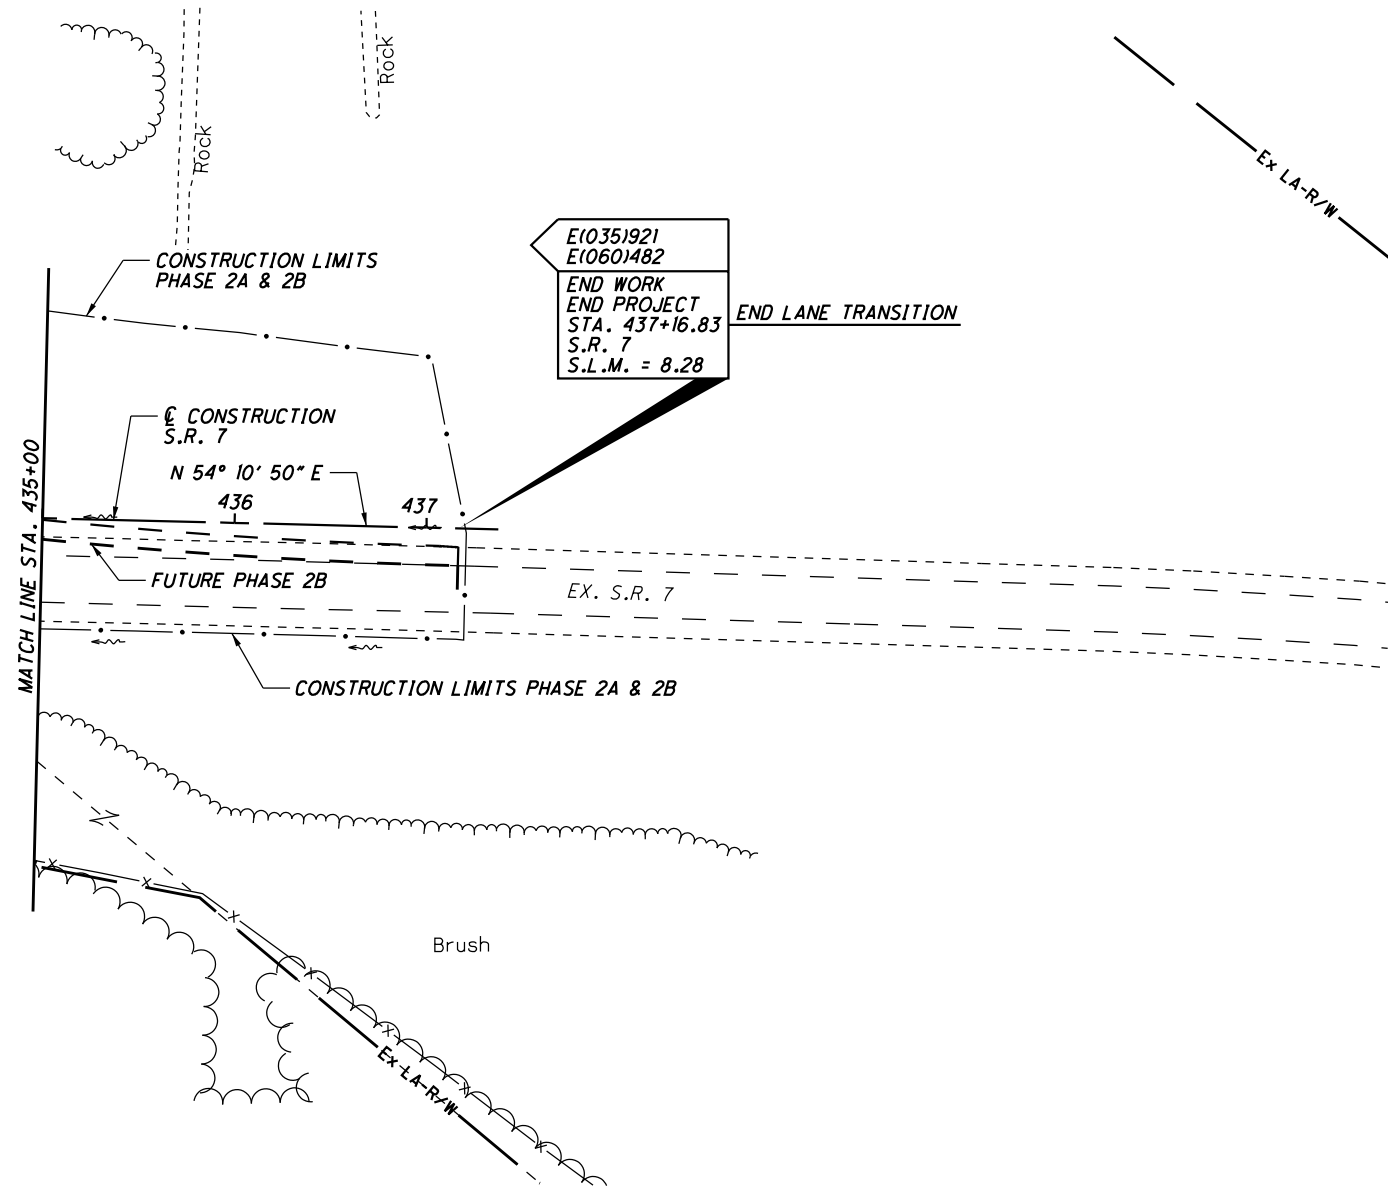 Rock
Rock
Ex LA-R/W
E(035)921
E(060)482
END WORK
END PROJECT
STA. 437+16.83
S.R. 7
S.L.M. = 8.28
END LANE TRANSITION
CONSTRUCTION LIMITS
PHASE 2A & 2B
℄ CONSTRUCTION
S.R. 7
N 54° 10' 50" E
436
437
MATCH LINE STA. 435+00
FUTURE PHASE 2B
EX. S.R. 7
CONSTRUCTION LIMITS PHASE 2A & 2B
Brush
Ex LA-R/W